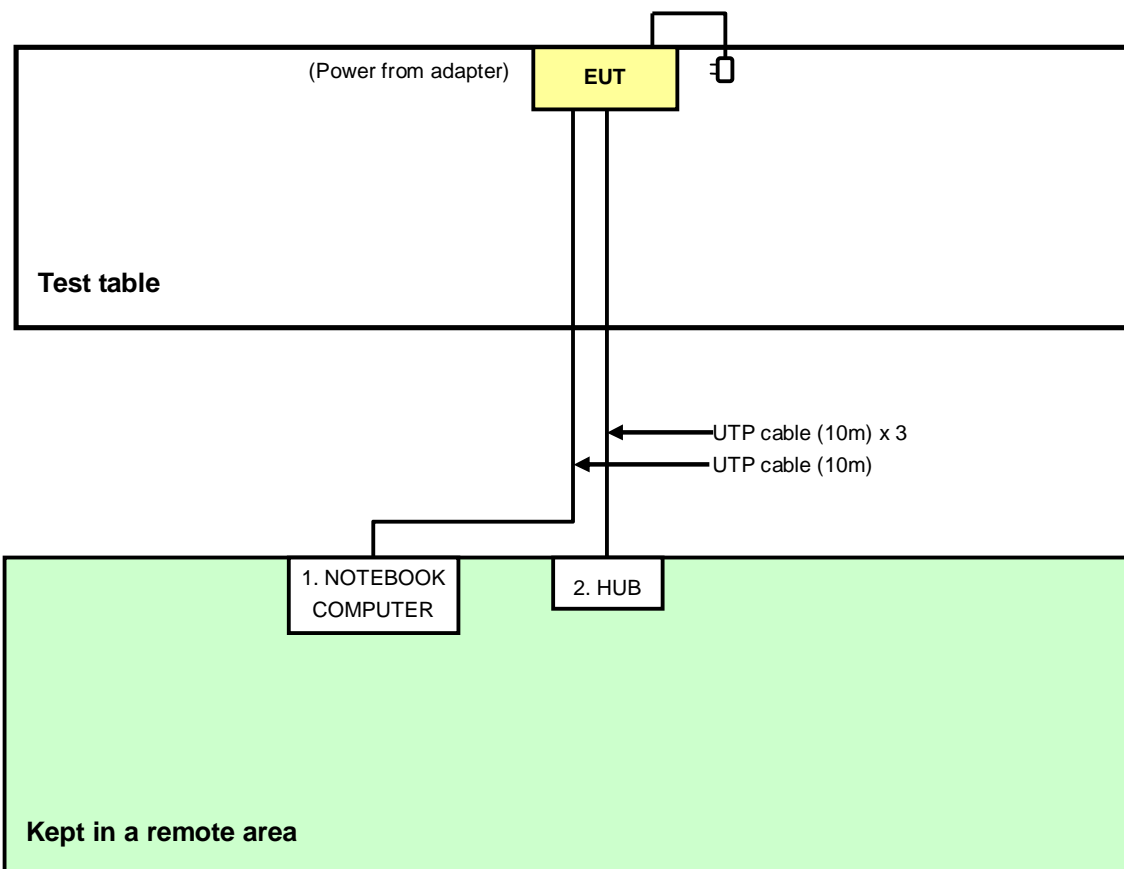 (Power from adapter)
EUT
Test table
UTP cable (10m) x 3
UTP cable (10m)
1. NOTEBOOK
COMPUTER
2. HUB
Kept in a remote area